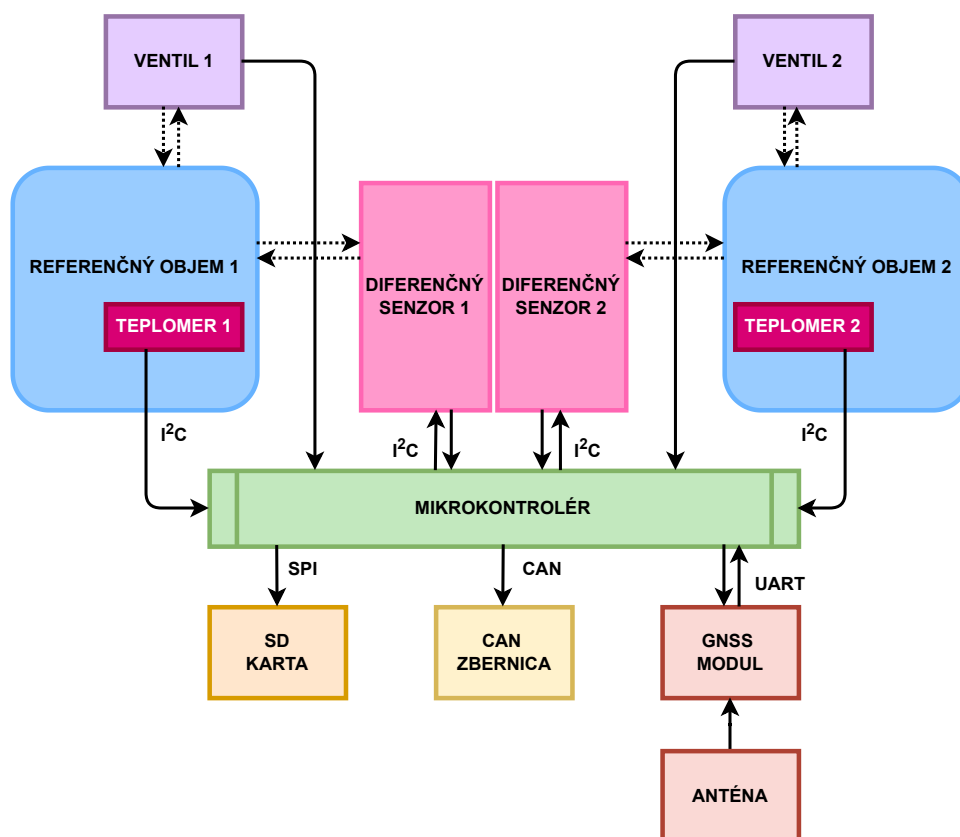 VENTIL 1
VENTIL 2
REFERENČNÝ OBJEM 1
DIFERENČNÝ
SENZOR 1
DIFERENČNÝ
SENZOR 2
REFERENČNÝ OBJEM 2
TEPLOMER 1
TEPLOMER 2
I²C
I²C
I²C
I²C
MIKROKONTROLÉR
SPI
CAN
UART
SD
KARTA
CAN
ZBERNICA
GNSS
MODUL
ANTÉNA